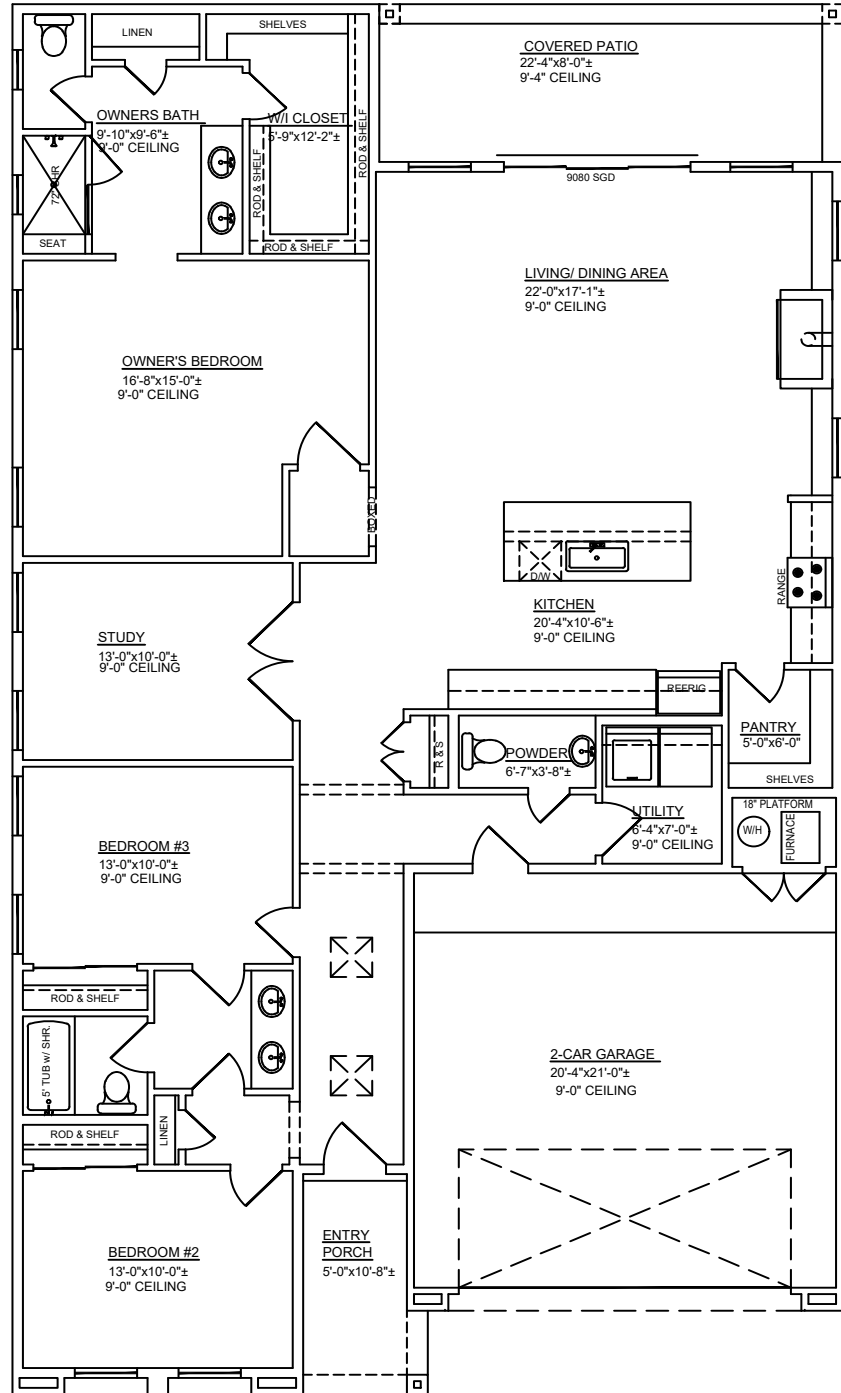 LINEN
SHELVES
COVERED PATIO
22'-4"x8'-0"±
9'-4" CEILING
OWNERS BATH
9'-10"x9'-6"±
9'-0" CEILING
W/I CLOSET
5'-9"x12'-2"±
ROD & SHELF
ROD & SHELF
ROD & SHELF
72" SHR
SEAT
9080 SGD
LIVING/ DINING AREA
22'-0"x17'-1"±
9'-0" CEILING
OWNER'S BEDROOM
16'-8"x15'-0"±
9'-0" CEILING
BOXED
D/W
RANGE
KITCHEN
20'-4"x10'-6"±
9'-0" CEILING
STUDY
13'-0"x10'-0"±
9'-0" CEILING
REFRIG
R & S
POWDER
6'-7"x3'-8"±
PANTRY
5'-0"x6'-0"
SHELVES
UTILITY
6'-4"x7'-0"±
9'-0" CEILING
18" PLATFORM
W/H
FURNACE
BEDROOM #3
13'-0"x10'-0"±
9'-0" CEILING
ROD & SHELF
5' TUB w/ SHR.
ROD & SHELF
LINEN
2-CAR GARAGE
20'-4"x21'-0"±
9'-0" CEILING
BEDROOM #2
13'-0"x10'-0"±
9'-0" CEILING
ENTRY
PORCH
5'-0"x10'-8"±